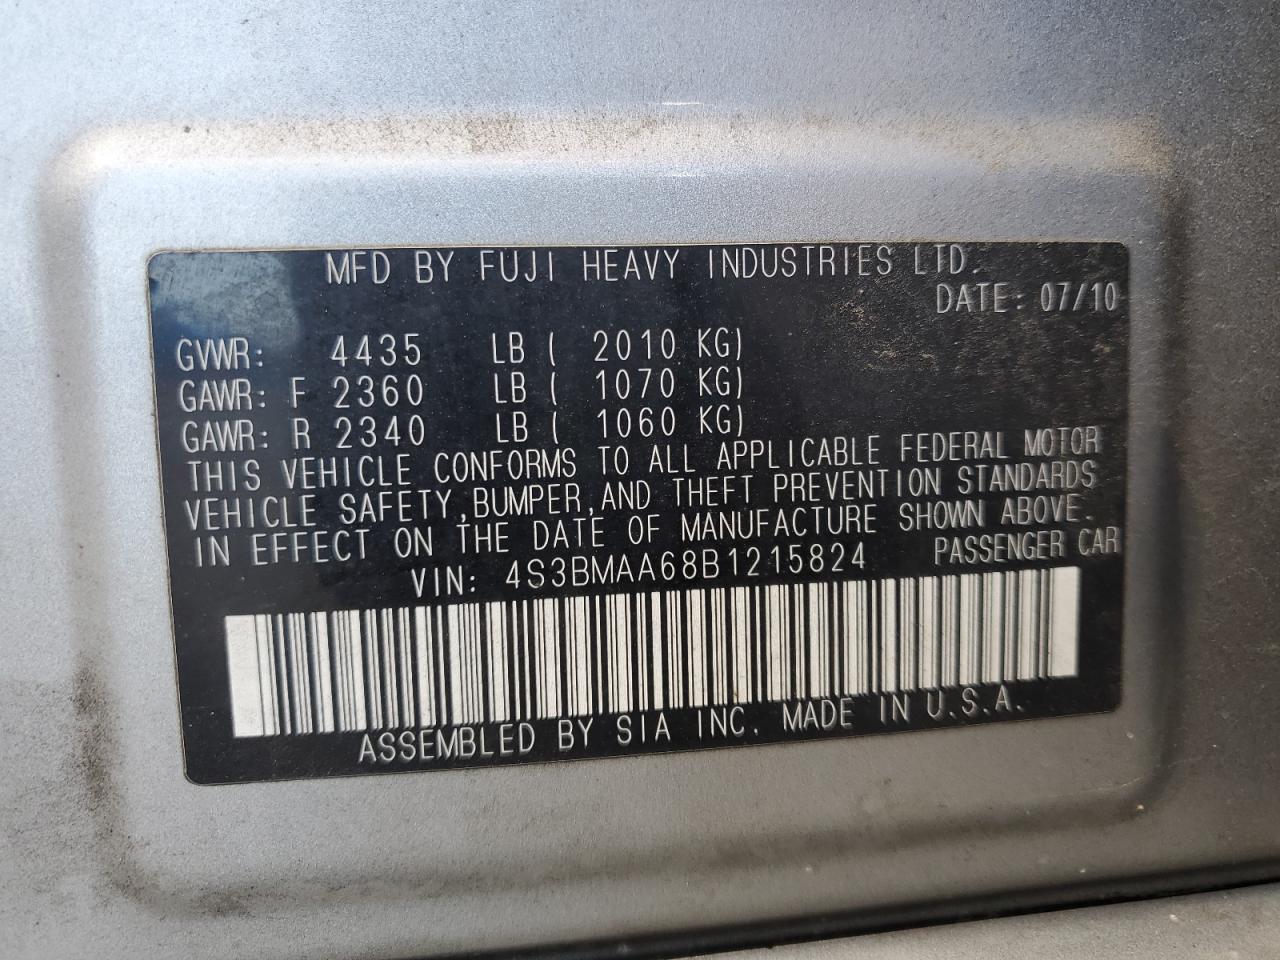 MFD BY FUJI HEAVY INDUSTRIES LTD.
DATE: 07/10
GVWR: 4435 LB ( 2010 KG)
GAWR: F 2360 LB ( 1070 KG)
GAWR: R 2340 LB ( 1060 KG)
THIS VEHICLE CONFORMS TO ALL APPLICABLE FEDERAL MOTOR
VEHICLE SAFETY,BUMPER,AND THEFT PREVENTION STANDARDS
IN EFFECT ON THE DATE OF MANUFACTURE SHOWN ABOVE.
VIN: 4S3BMAA68B1215824 PASSENGER CAR
ASSEMBLED BY SIA INC. MADE IN U.S.A.